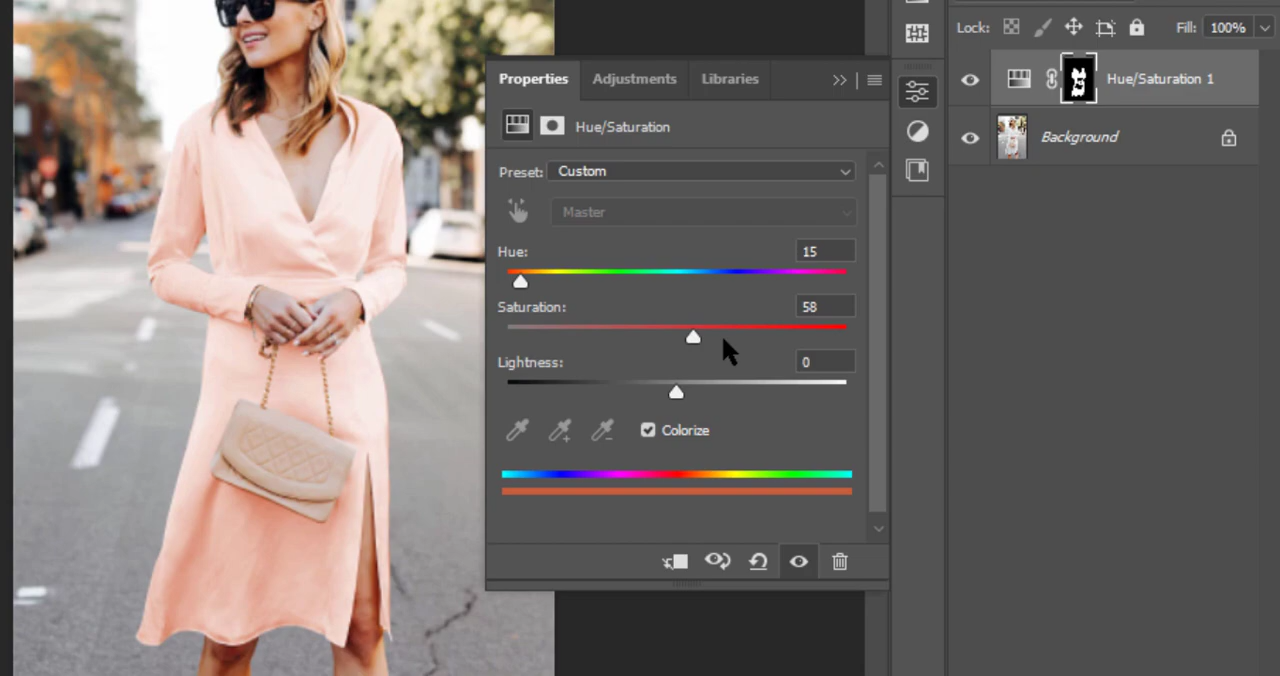 Lock:
Fill: 100%
Properties Adjustments Libraries
Hue/Saturation 1
Hue/Saturation
Background
Preset: Custom
Master
Hue: 15
Saturation: 58
Lightness: 0
Colorize